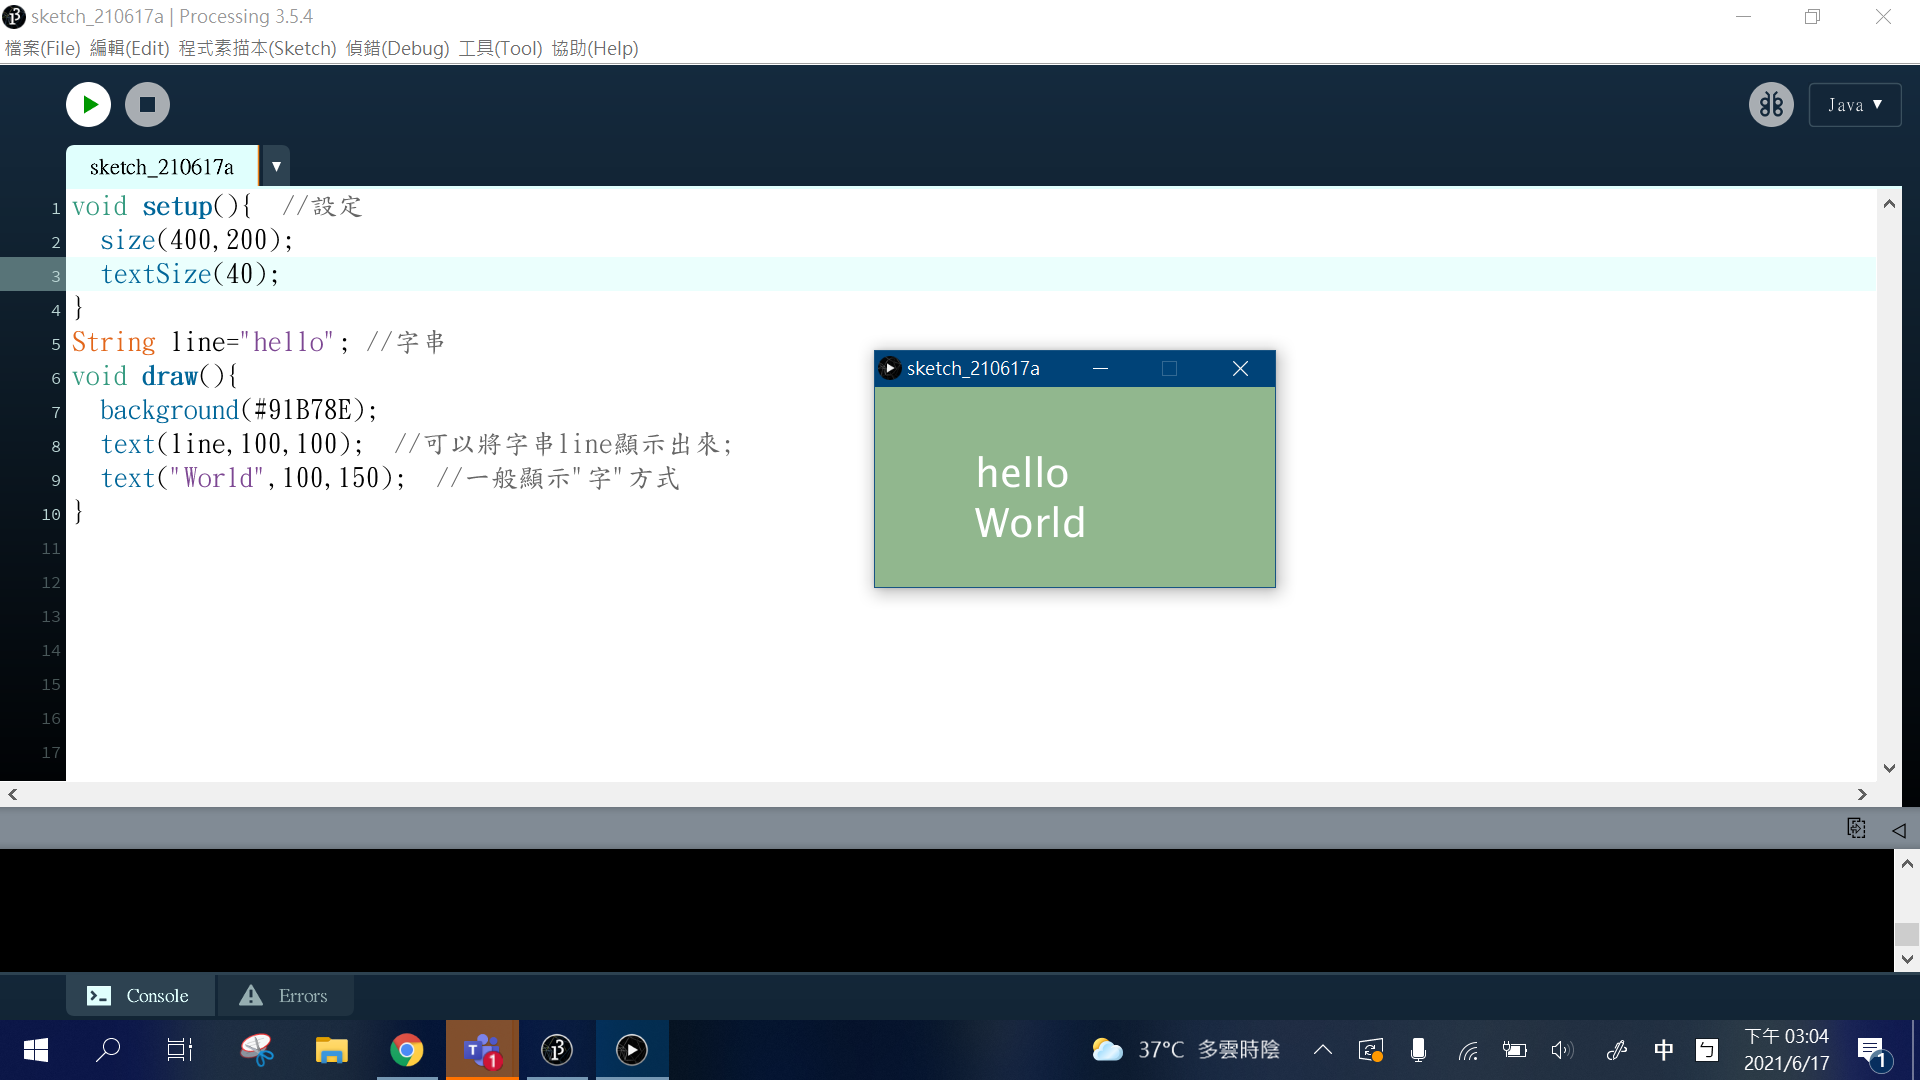 sketch_210617a | Processing 3.5.4
檔案(File) 編輯(Edit) 程式素描本(Sketch) 偵錯(Debug) 工具(Tool) 協助(Help)
Java ▼
sketch_210617a ▼
1 void setup(){  //設定
2   size(400,200);
3   textSize(40);
4 }
5 String line="hello"; //字串
6 void draw(){
7   background(#91B78E);
8   text(line,100,100);  //可以將字串line顯示出來;
9   text("World",100,150);  //一般顯示"字"方式
10 }
11
12
13
14
15
16
17
sketch_210617a
hello
World
Console
Errors
1
37°C 多雲時陰
中
ㄅ
下午 03:04
2021/6/17
1